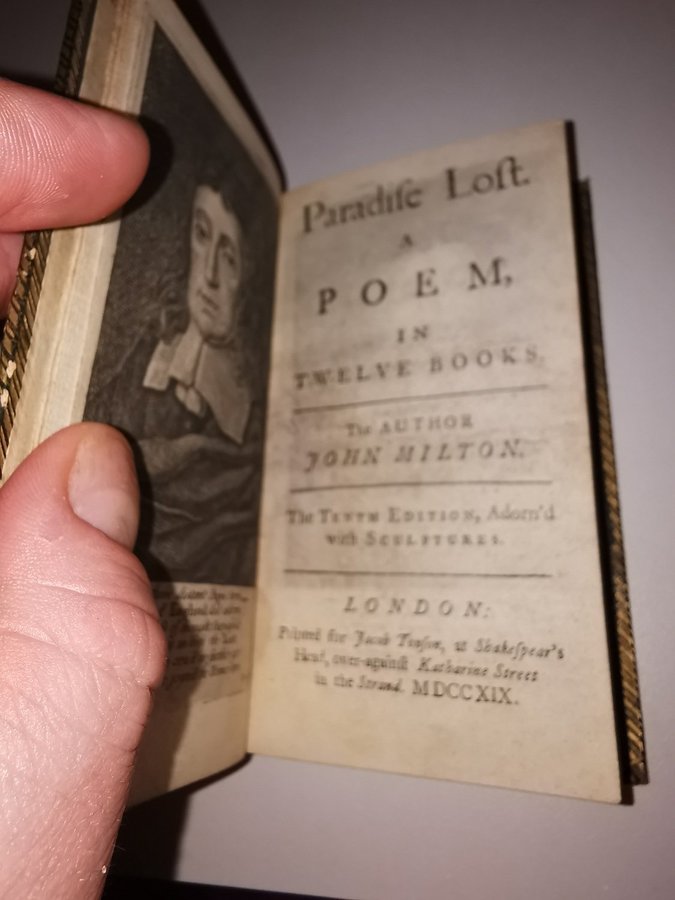 Paradiſe Loſt.
A
POEM,
IN
TWELVE BOOKS.
The AUTHOR
JOHN MILTON.
The TENTH EDITION, Adorn'd
with SCULPTURES.
LONDON:
Printed for Jacob Tonſon, at Shakeſpear's
Head, over-againſt Katharine Street
in the Strand. MDCCXIX.